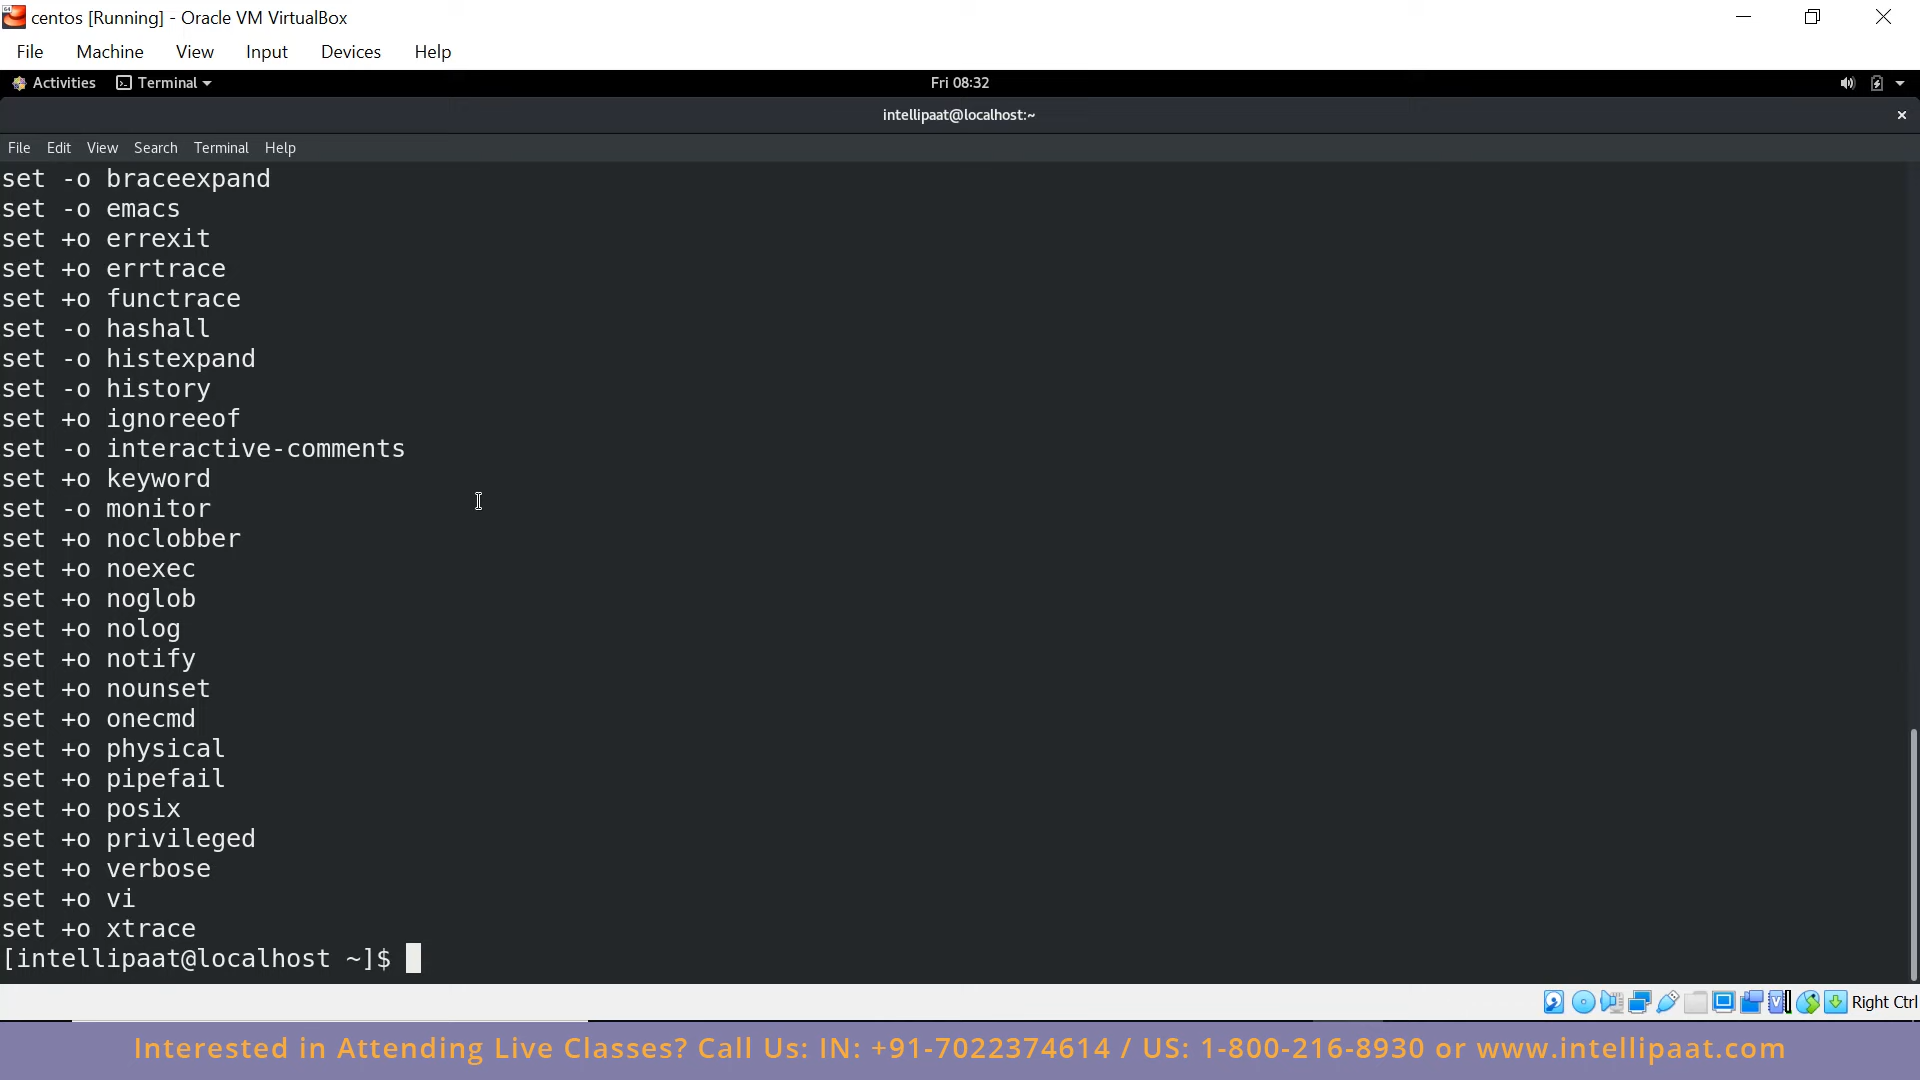 centos [Running] - Oracle VM VirtualBox
File Machine View Input Devices Help
Activities Terminal Fri 08:32
intellipaat@localhost:~
File Edit View Search Terminal Help
set -o braceexpand
set -o emacs
set +o errexit
set +o errtrace
set +o functrace
set -o hashall
set -o histexpand
set -o history
set +o ignoreeof
set -o interactive-comments
set +o keyword
set -o monitor
set +o noclobber
set +o noexec
set +o noglob
set +o nolog
set +o notify
set +o nounset
set +o onecmd
set +o physical
set +o pipefail
set +o posix
set +o privileged
set +o verbose
set +o vi
set +o xtrace
[intellipaat@localhost ~]$
Right Ctrl
Interested in Attending Live Classes? Call Us: IN: +91-7022374614 / US: 1-800-216-8930 or www.intellipaat.com